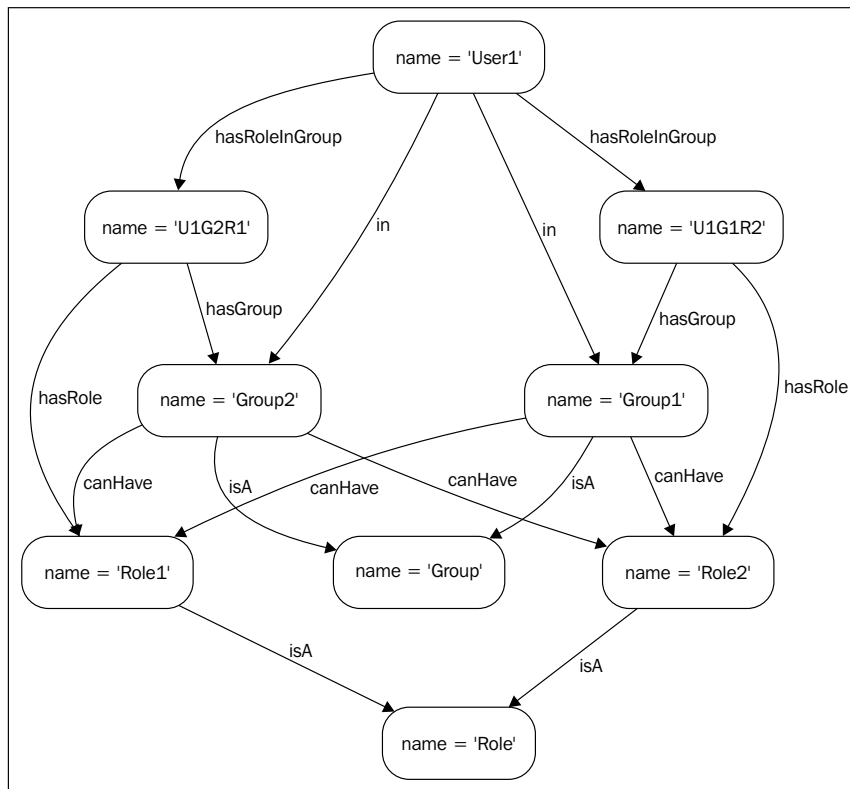 name = 'User1'
hasRoleInGroup
hasRoleInGroup
name = 'U1G2R1'
in
in
name = 'U1G1R2'
hasGroup
hasGroup
hasRole
name = 'Group2'
name = 'Group1'
hasRole
canHave
isA
canHave
canHave
isA
canHave
name = 'Role1'
name = 'Group'
name = 'Role2'
isA
isA
name = 'Role'